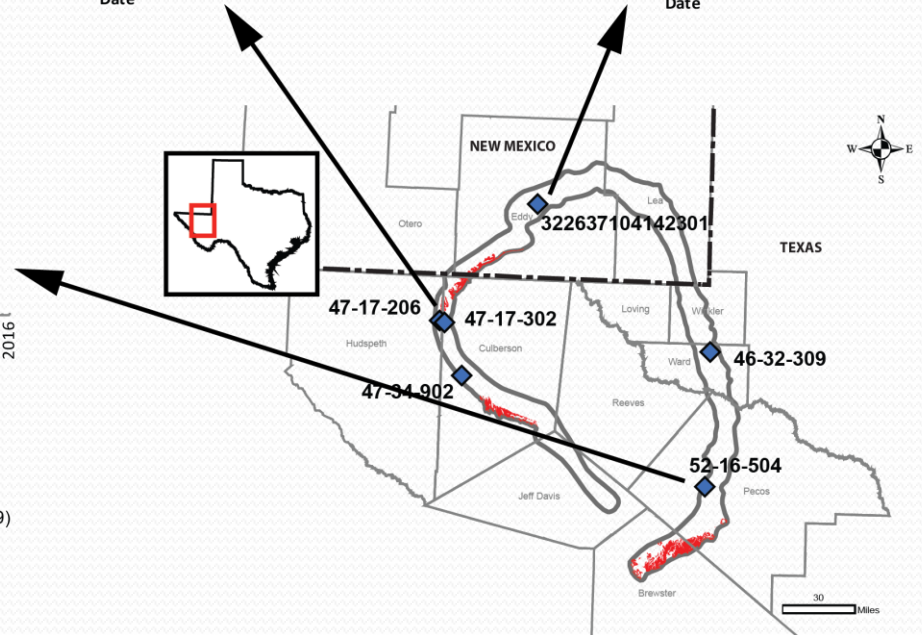 Date
Date
N
W
E
S
NEW MEXICO
Lea
Eddy
322637104142301
Otero
TEXAS
47-17-206
47-17-302
Loving
Winkler
2016
Hudspeth
Culberson
Ward
46-32-309
47-34-902
Reeves
52-16-504
Pecos
Jeff Davis
9)
Brewster
30
Miles